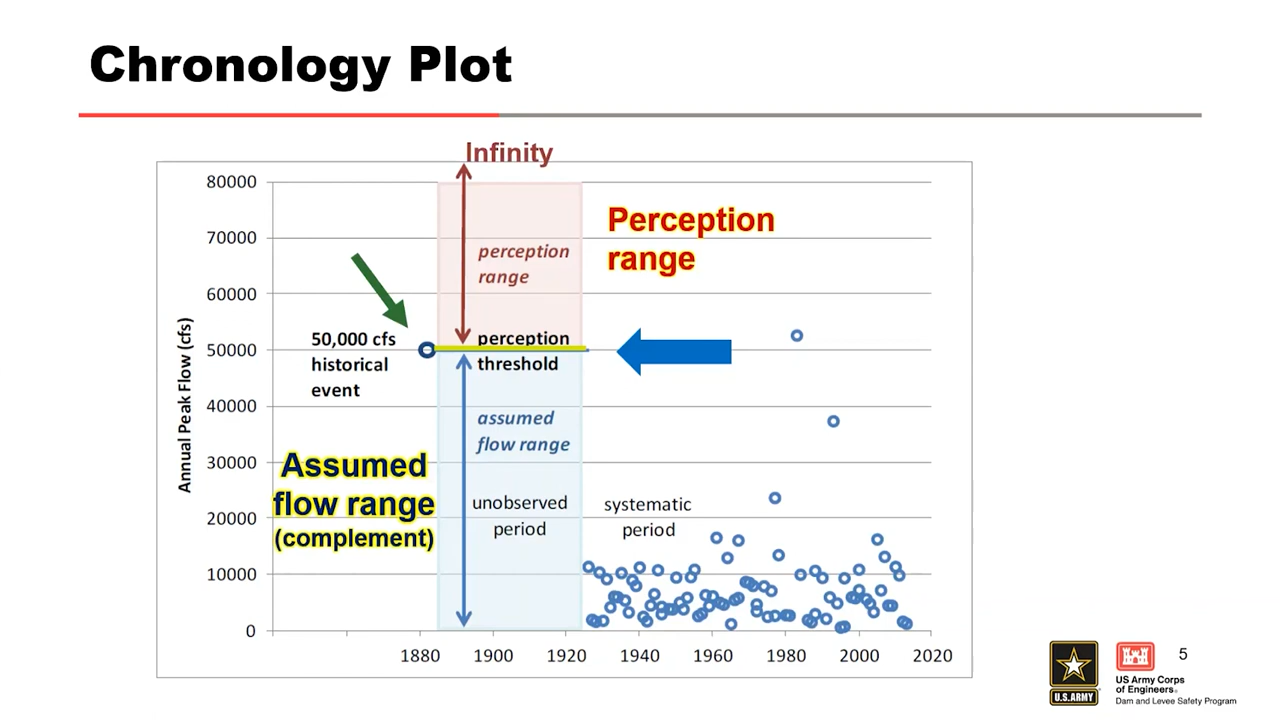 Chronology Plot
Infinity
80000
70000
60000
50000
40000
30000
20000
10000
0
Annual Peak Flow (cfs)
perception
range
Perception
range
50,000 cfs
historical
event
perception
threshold
assumed
flow range
Assumed
flow range
(complement)
unobserved
period
systematic
period
1880
1900
1920
1940
1960
1980
2000
2020
U.S.ARMY
US Army Corps
of Engineers®
Dam and Levee Safety Program
5